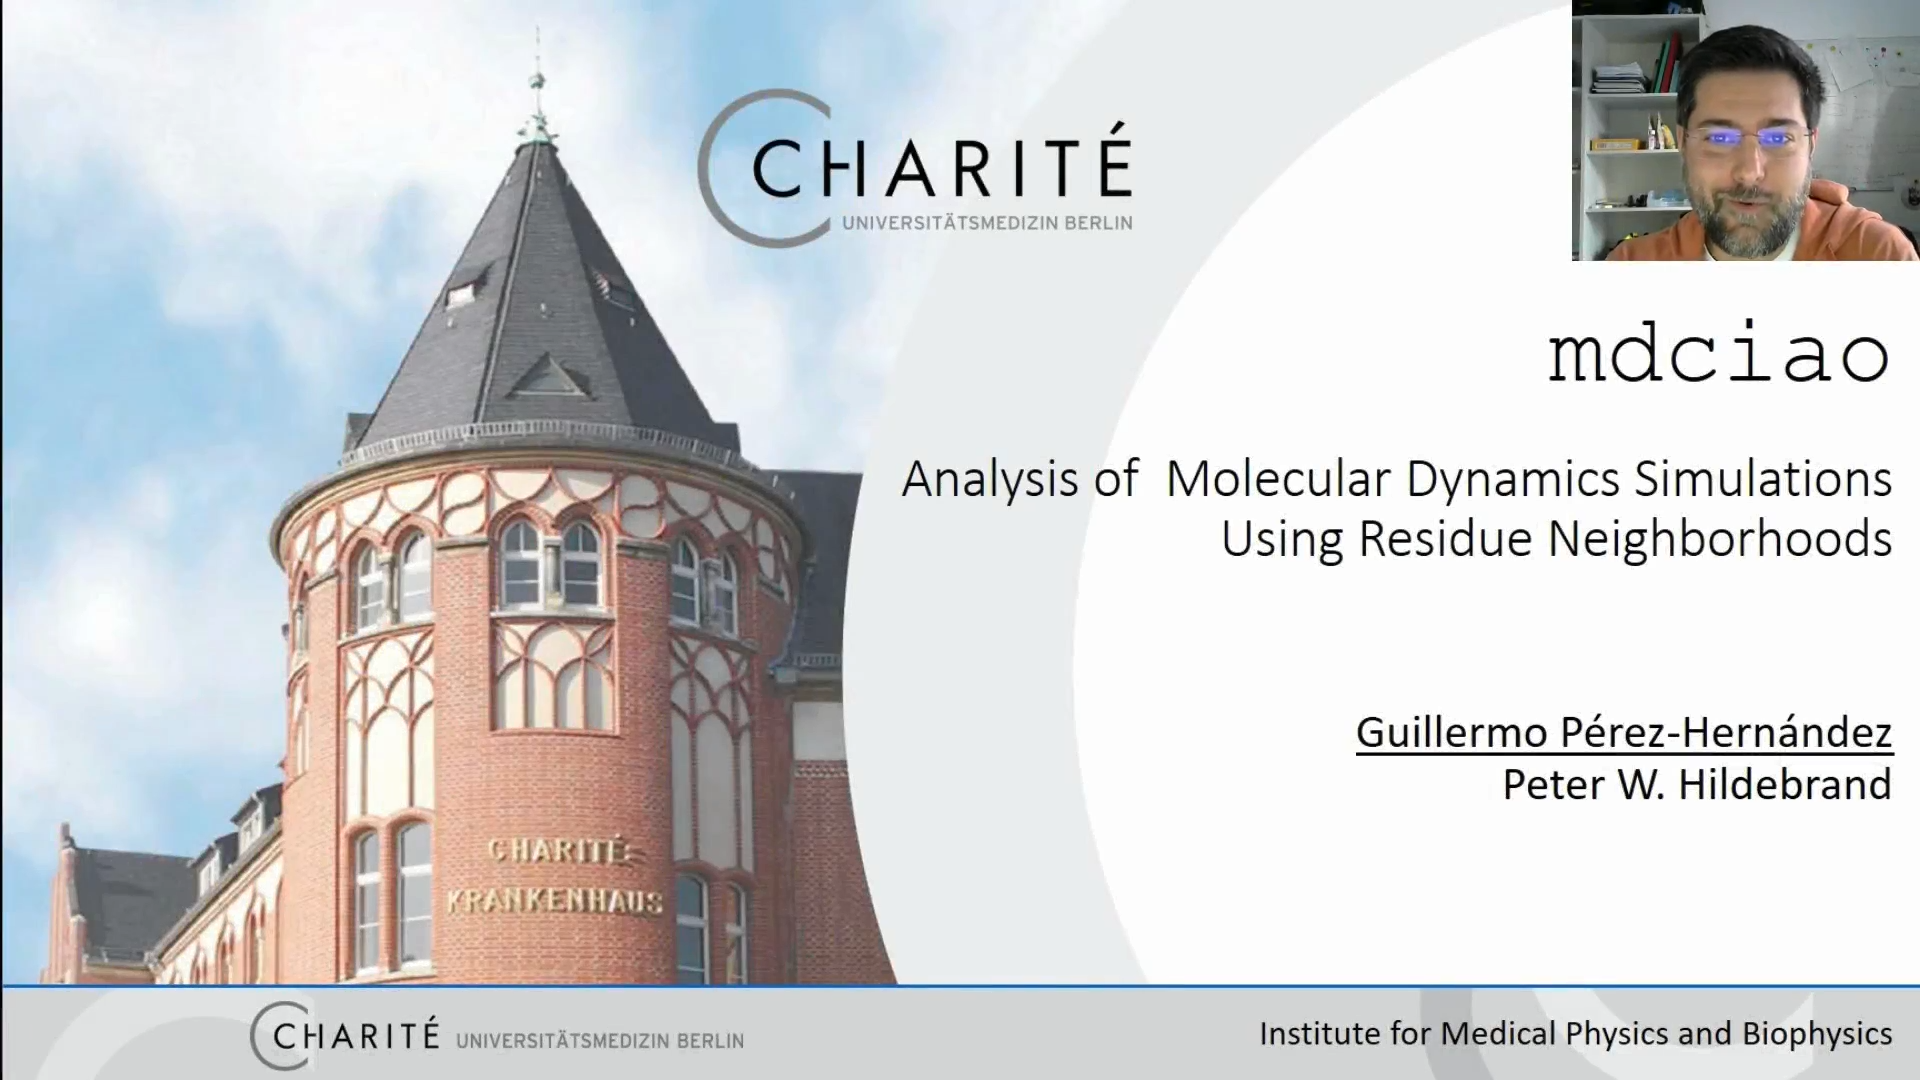 CHARITÉ
UNIVERSITÄTSMEDIZIN BERLIN
mdciao
Analysis of Molecular Dynamics Simulations
Using Residue Neighborhoods
Guillermo Pérez-Hernández
Peter W. Hildebrand
CHARITÉ
KRANKENHAUS
CHARITÉ UNIVERSITÄTSMEDIZIN BERLIN
Institute for Medical Physics and Biophysics